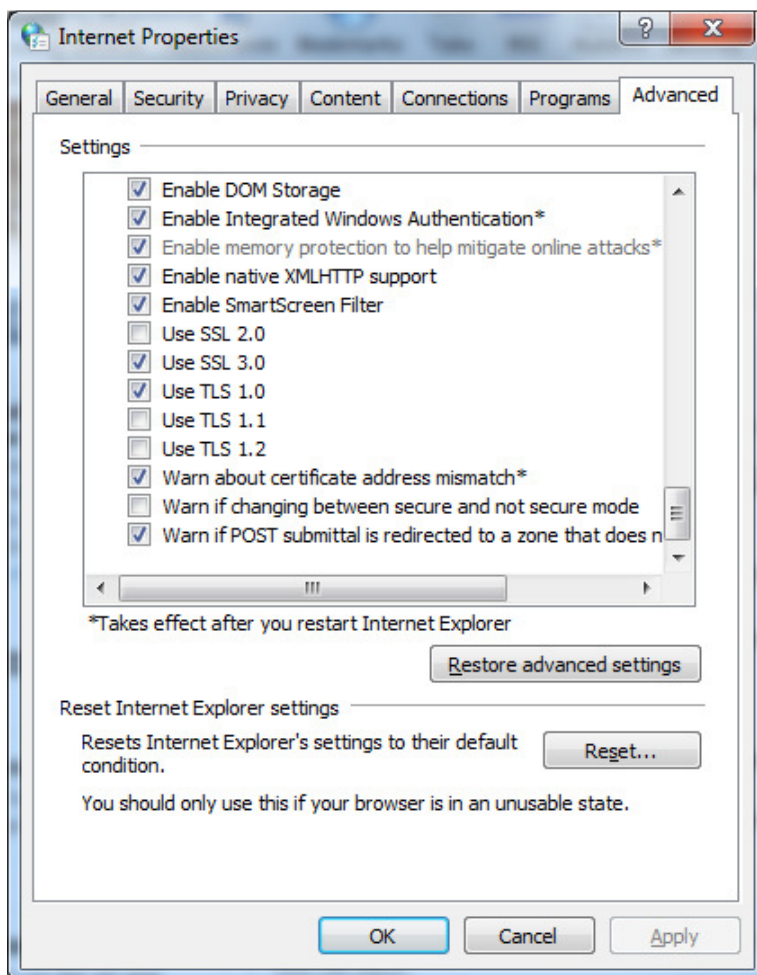 Internet Properties
General Security Privacy Content Connections Programs Advanced
Settings
Enable DOM Storage
Enable Integrated Windows Authentication*
Enable memory protection to help mitigate online attacks*
Enable native XMLHTTP support
Enable SmartScreen Filter
Use SSL 2.0
Use SSL 3.0
Use TLS 1.0
Use TLS 1.1
Use TLS 1.2
Warn about certificate address mismatch*
Warn if changing between secure and not secure mode
Warn if POST submittal is redirected to a zone that does n
*Takes effect after you restart Internet Explorer
Restore advanced settings
Reset Internet Explorer settings
Resets Internet Explorer's settings to their default
condition.
Reset...
You should only use this if your browser is in an unusable state.
OK Cancel Apply